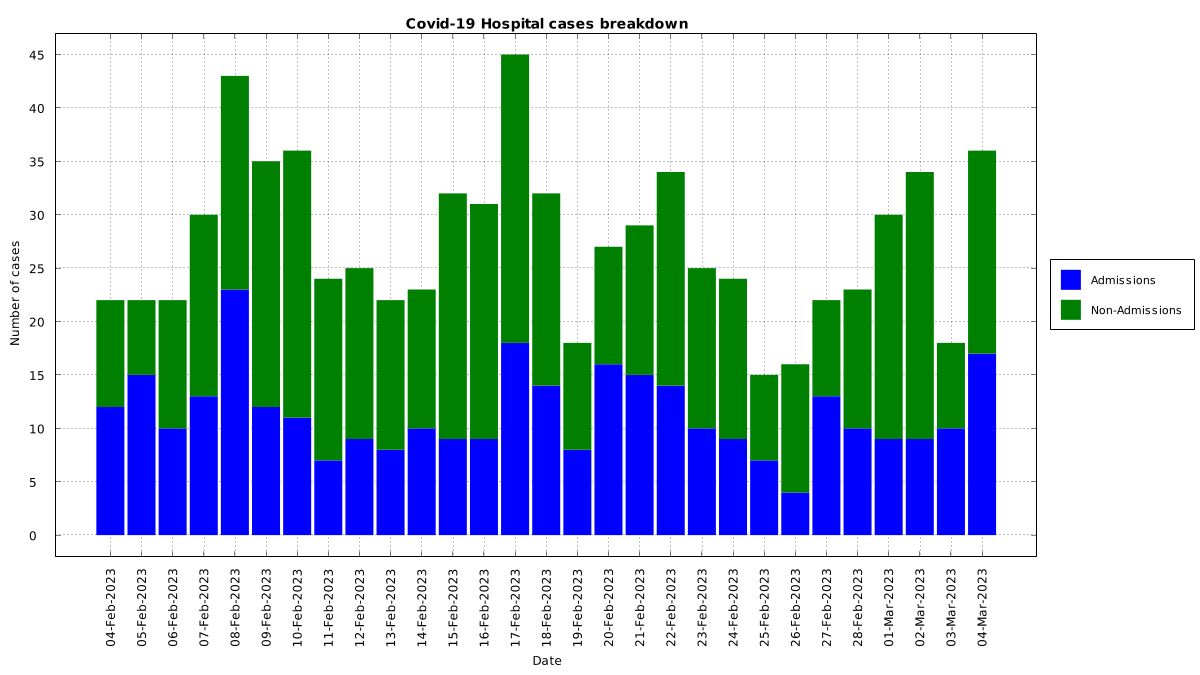 Covid-19 Hospital cases breakdown
45
40
35
30
25
20
15
10
5
0
Number of cases
Admissions
Non-Admissions
04-Feb-2023
05-Feb-2023
06-Feb-2023
07-Feb-2023
08-Feb-2023
09-Feb-2023
10-Feb-2023
11-Feb-2023
12-Feb-2023
13-Feb-2023
14-Feb-2023
15-Feb-2023
16-Feb-2023
17-Feb-2023
18-Feb-2023
19-Feb-2023
20-Feb-2023
21-Feb-2023
22-Feb-2023
23-Feb-2023
24-Feb-2023
25-Feb-2023
26-Feb-2023
27-Feb-2023
28-Feb-2023
01-Mar-2023
02-Mar-2023
03-Mar-2023
04-Mar-2023
Date